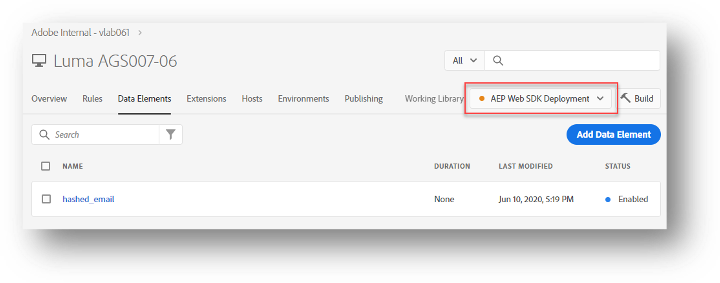 Adobe Internal - vlab061 >
Luma AGS007-06
All
Overview Rules Data Elements Extensions Hosts Environments Publishing Working Library AEP Web SDK Deployment Build
Search Add Data Element
NAME DURATION LAST MODIFIED STATUS
hashed_email None Jun 10, 2020, 5:19 PM Enabled